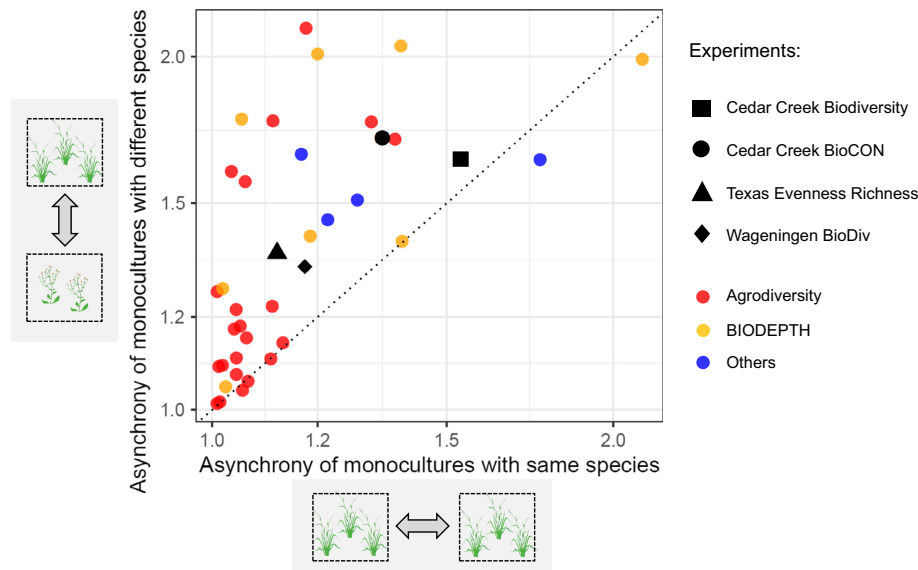 Asynchrony of monocultures with different species
2.0
1.5
1.2
1.0
1.0
1.2
1.5
2.0
Asynchrony of monocultures with same species
Experiments:
Cedar Creek Biodiversity
Cedar Creek BioCON
Texas Evenness Richness
Wageningen BioDiv
Agrodiversity
BIODEPTH
Others